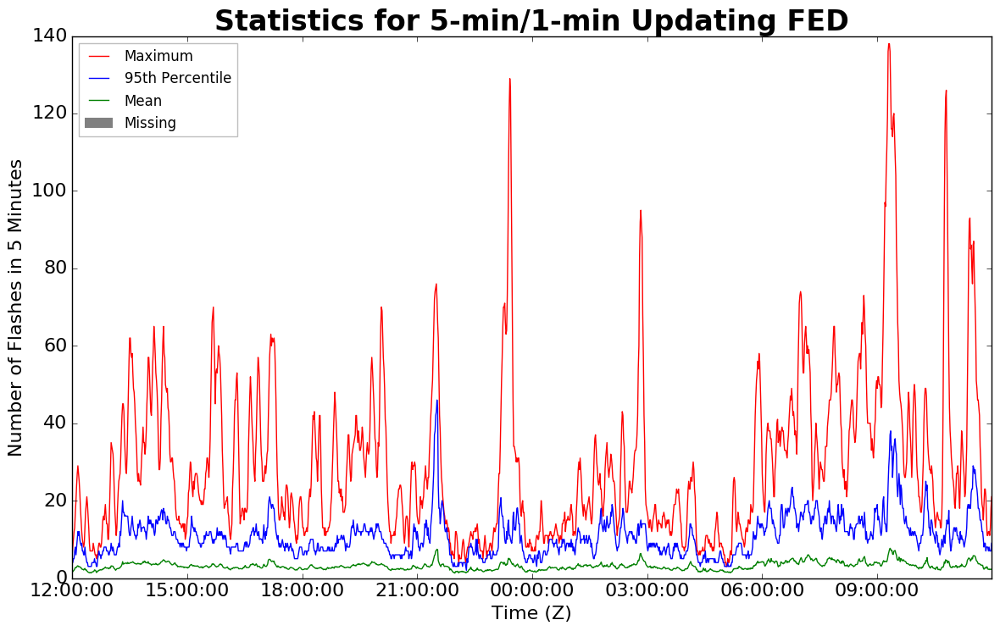 Statistics for 5-min/1-min Updating FED
140
120
100
80
60
40
20
0
Number of Flashes in 5 Minutes
Maximum
95th Percentile
Mean
Missing
12:00:00 15:00:00 18:00:00 21:00:00 00:00:00 03:00:00 06:00:00 09:00:00
Time (Z)